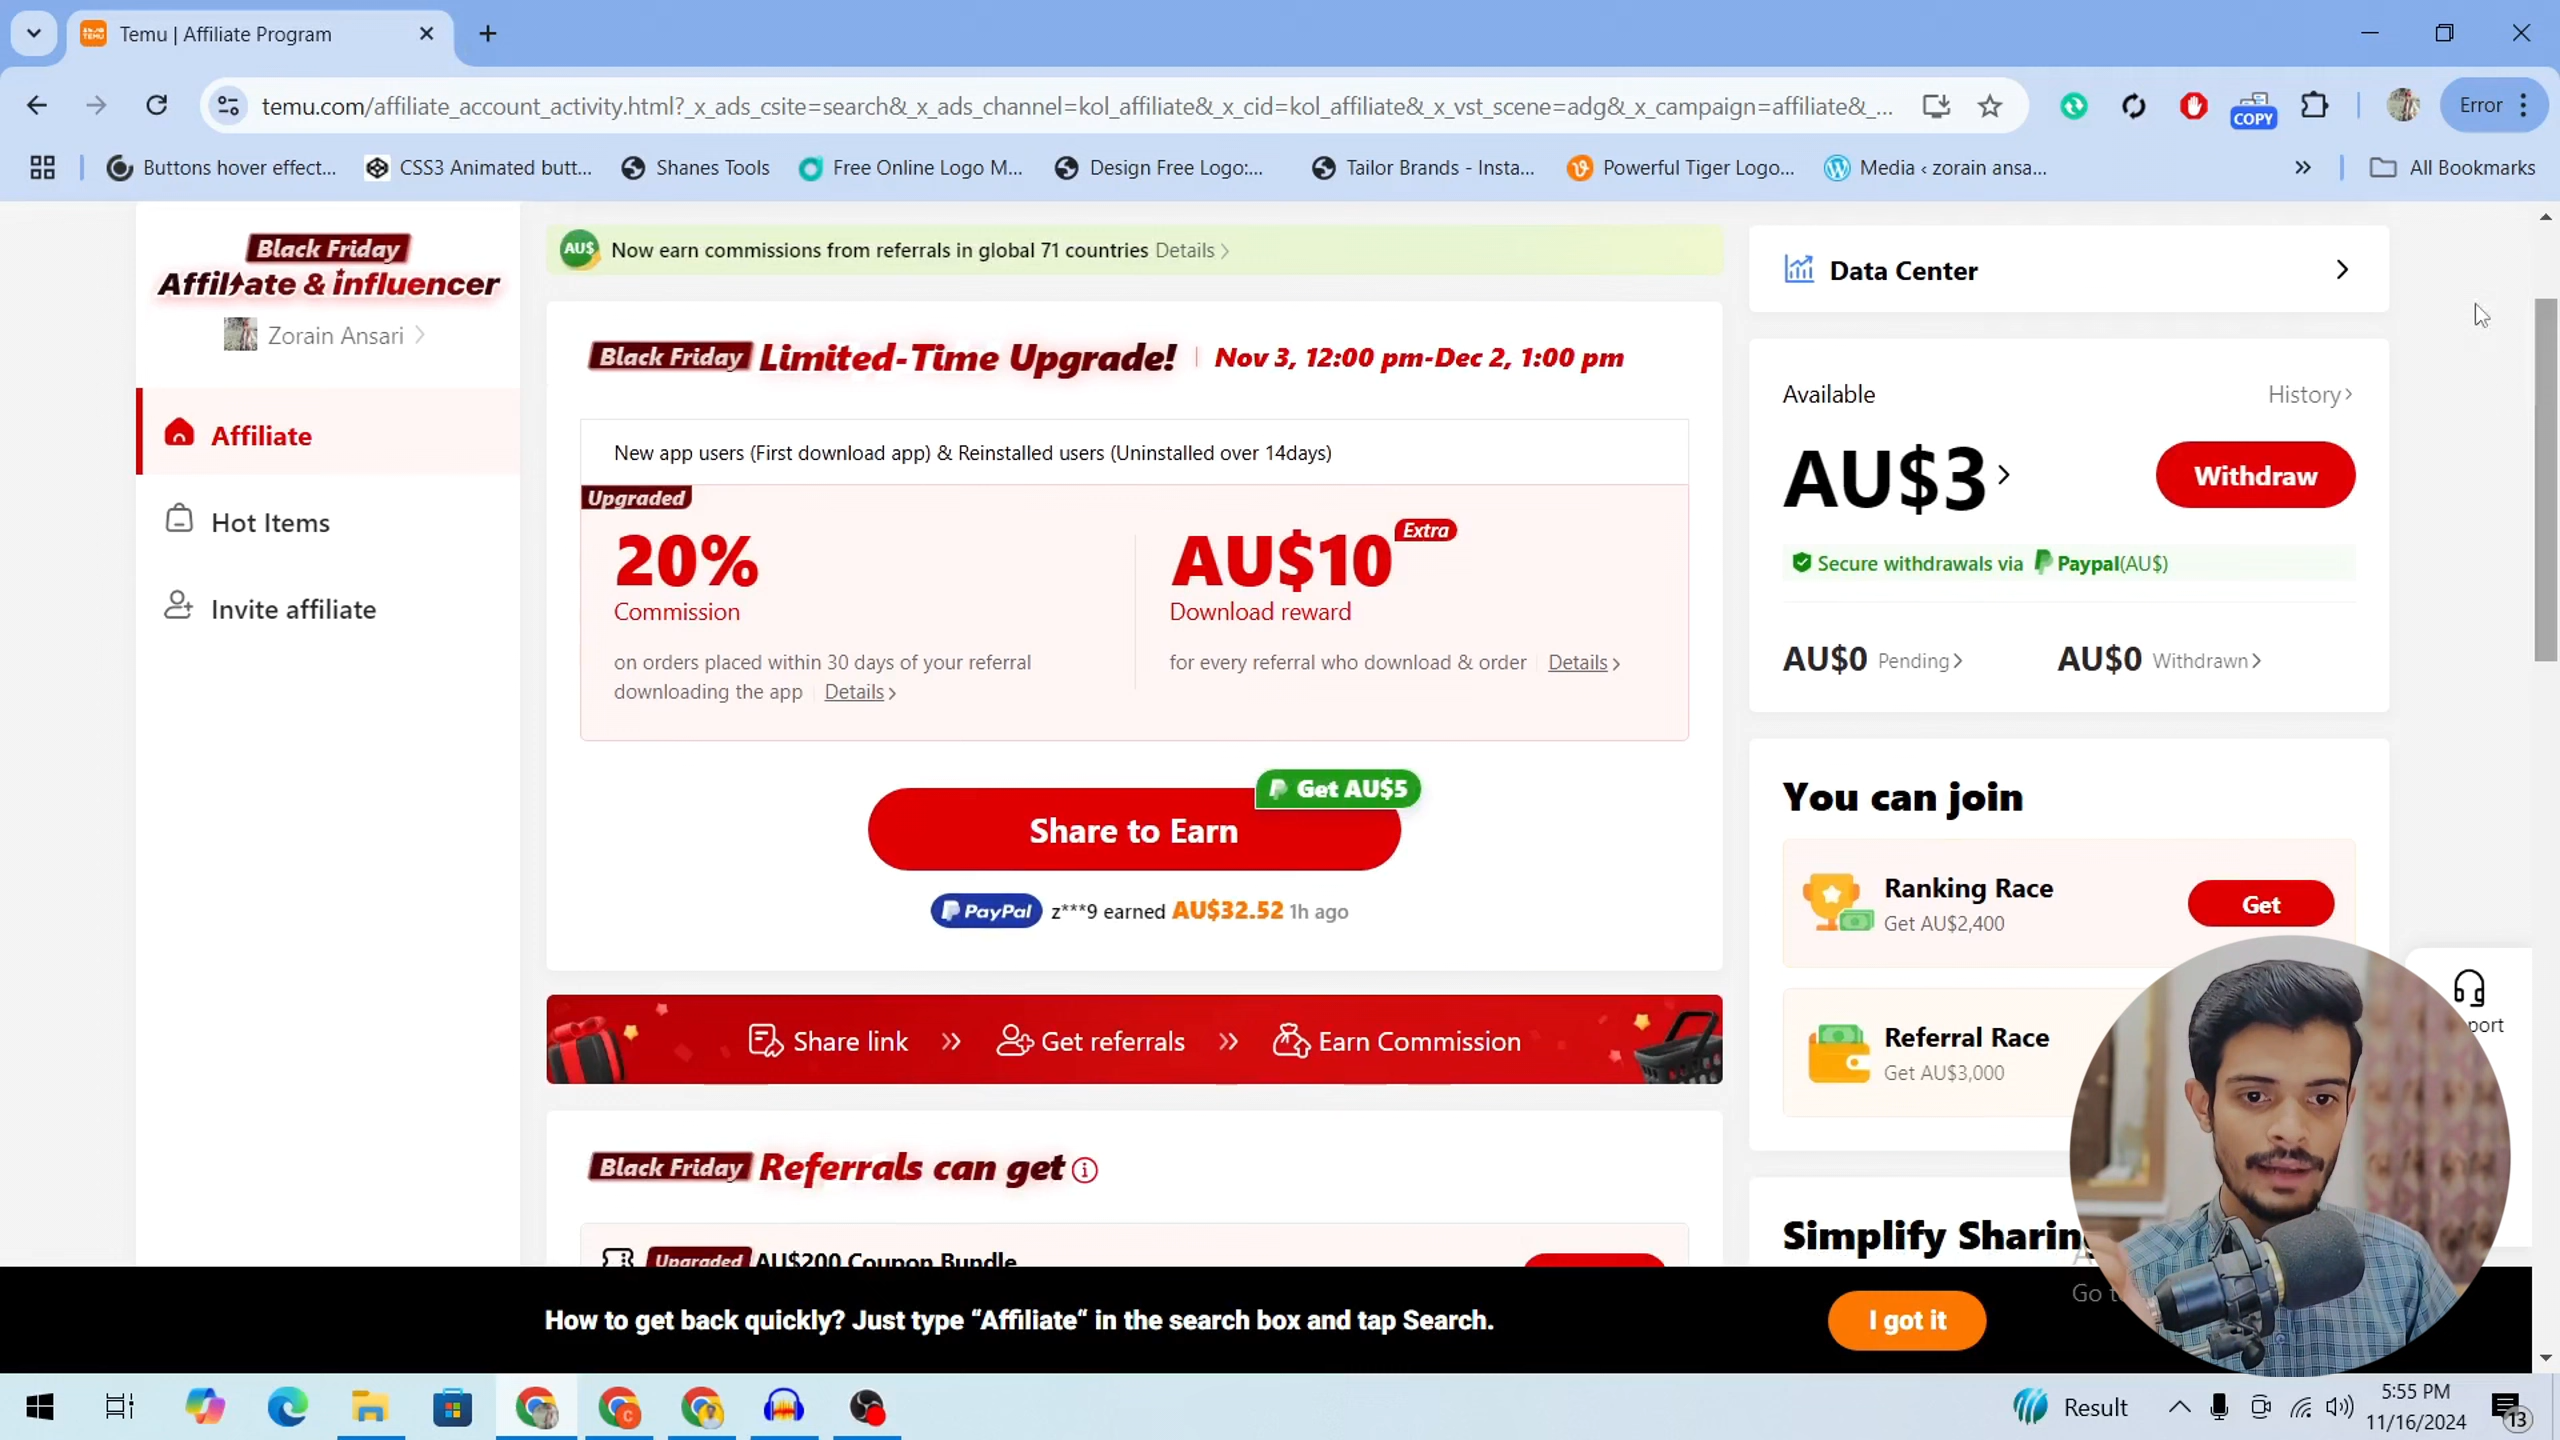 Temu | Affiliate Program
temu.com/affiliate_account_activity.html?_x_ads_csite=search&_x_ads_channel=kol_affiliate&_x_cid=kol_affiliate&_x_vst_scene=adg&_x_campaign=affiliate&_...
COPY
Error
Buttons hover effect...
CSS3 Animated butt...
Shanes Tools
Free Online Logo M...
Design Free Logo:...
Tailor Brands - Insta...
Powerful Tiger Logo...
Media ‹ zorain ansa...
All Bookmarks
Black Friday
Affiliate & influencer
Zorain Ansari
Affiliate
Hot Items
Invite affiliate
AU$ Now earn commissions from referrals in global 71 countries Details
Black Friday Limited-Time Upgrade! Nov 3, 12:00 pm-Dec 2, 1:00 pm
New app users (First download app) & Reinstalled users (Uninstalled over 14days)
Upgraded
20%
Commission
on orders placed within 30 days of your referral
downloading the app Details
AU$10 Extra
Download reward
for every referral who download & order Details
Get AU$5
Share to Earn
PayPal z***9 earned AU$32.52 1h ago
Share link » Get referrals » Earn Commission
Black Friday Referrals can get
Upgraded AU$200 Coupon Bundle
Data Center
Available History
AU$3 Withdraw
Secure withdrawals via Paypal(AU$)
AU$0 Pending AU$0 Withdrawn
You can join
Ranking Race
Get AU$2,400
Get
Referral Race
Get AU$3,000
Simplify Sharin
Go t
port
How to get back quickly? Just type “Affiliate“ in the search box and tap Search.
I got it
Result
5:55 PM
11/16/2024
13